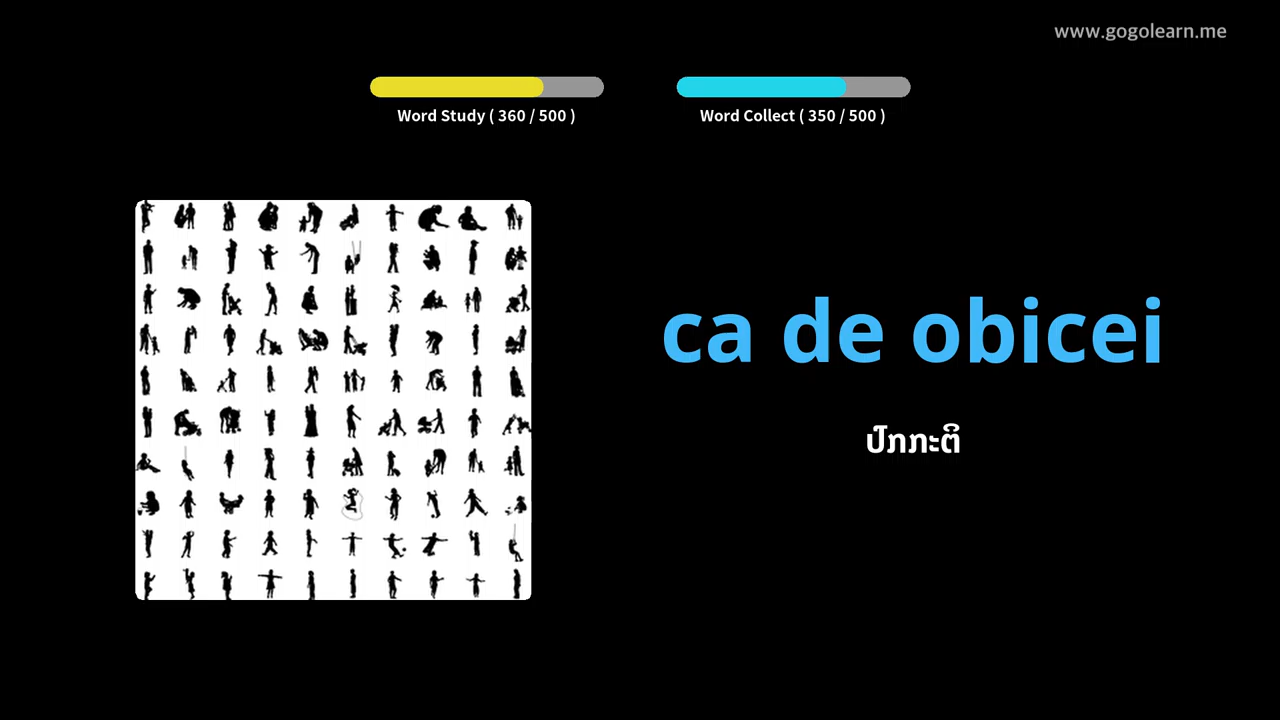 www.gogolearn.me
Word Study ( 360 / 500 )
Word Collect ( 350 / 500 )
ca de obicei
ປົກກະຕິ